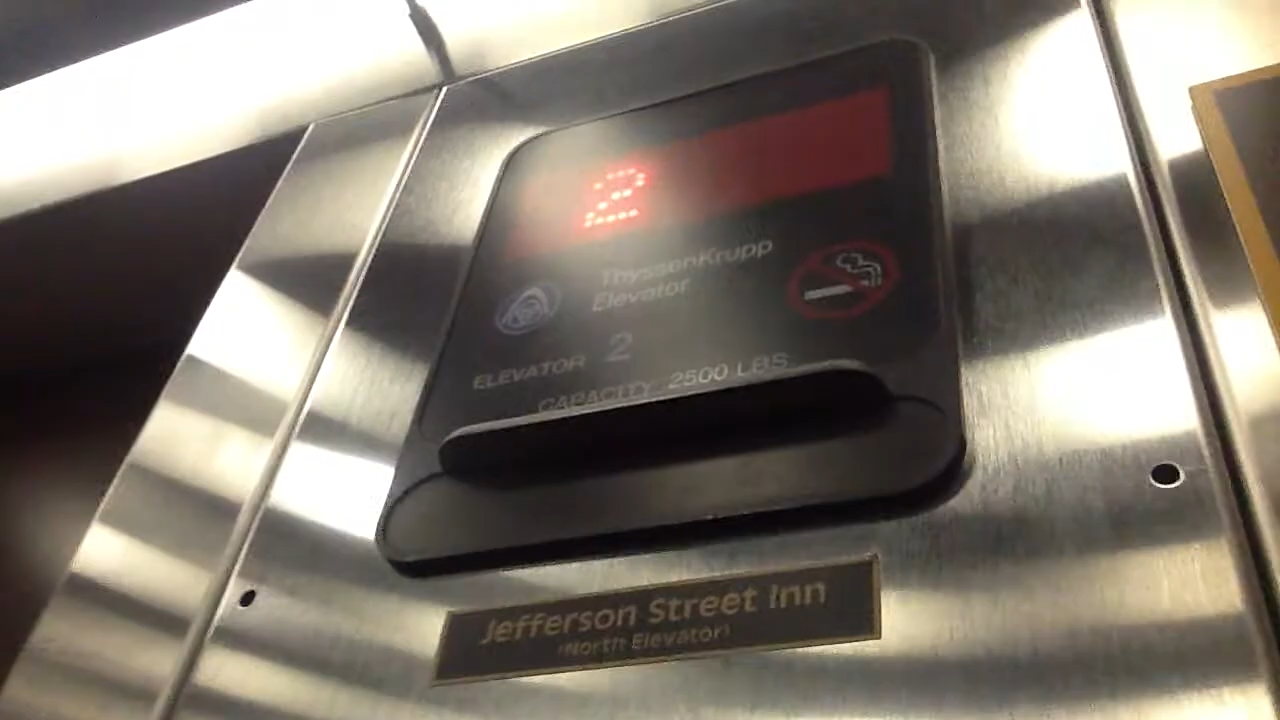 2
ThyssenKrupp
Elevator
ELEVATOR 2
CAPACITY 2500 LBS
Jefferson Street Inn
(North Elevator)